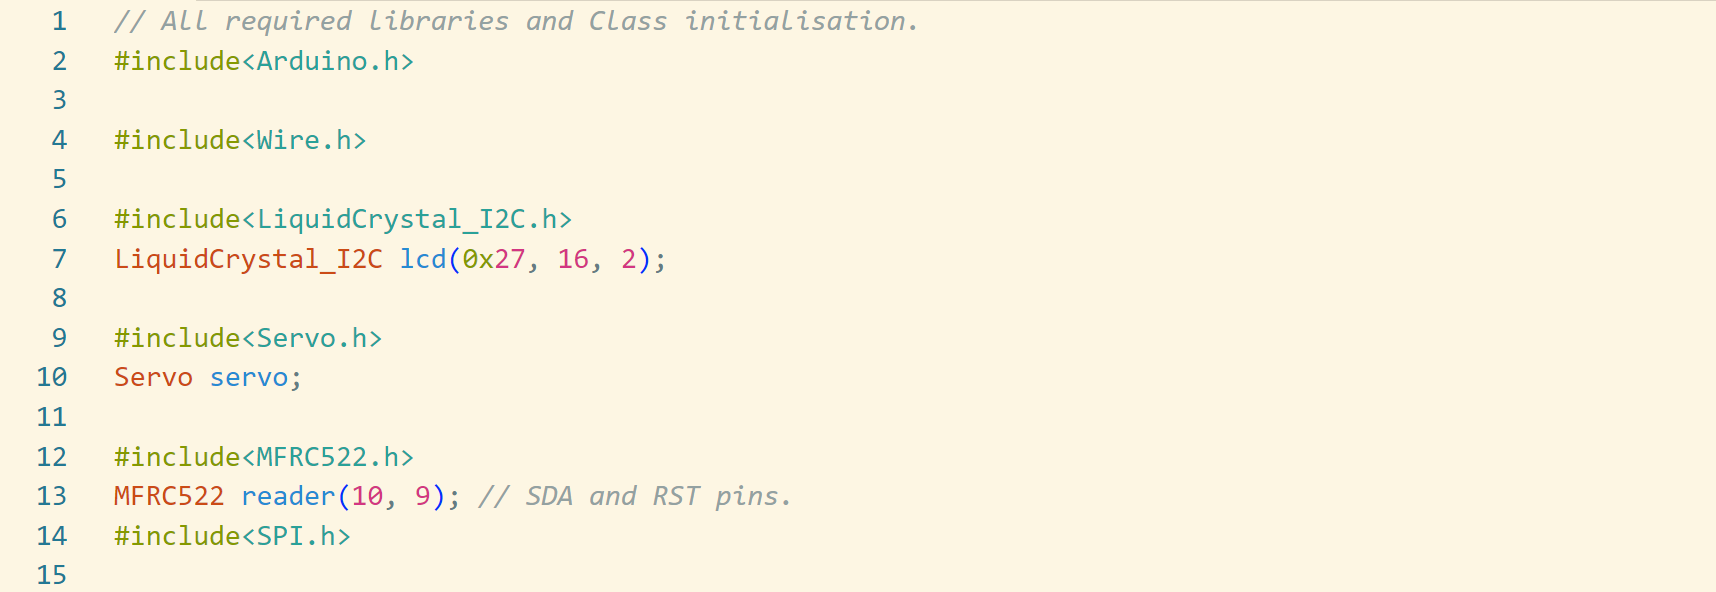 1 // All required libraries and Class initialisation.
2 #include<Arduino.h>
3
4 #include<Wire.h>
5
6 #include<LiquidCrystal_I2C.h>
7 LiquidCrystal_I2C lcd(0x27, 16, 2);
8
9 #include<Servo.h>
10 Servo servo;
11
12 #include<MFRC522.h>
13 MFRC522 reader(10, 9); // SDA and RST pins.
14 #include<SPI.h>
15